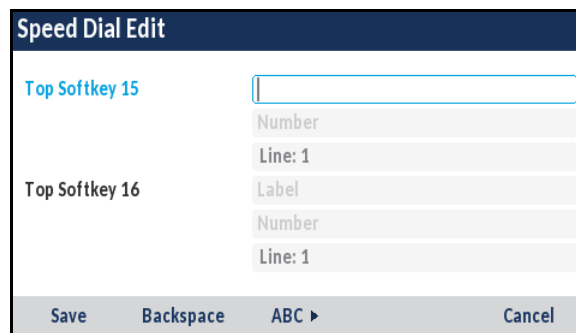 Speed Dial Edit
Top Softkey 15
Number
Line: 1
Top Softkey 16 Label
Number
Line: 1
Save Backspace ABC ▸ Cancel